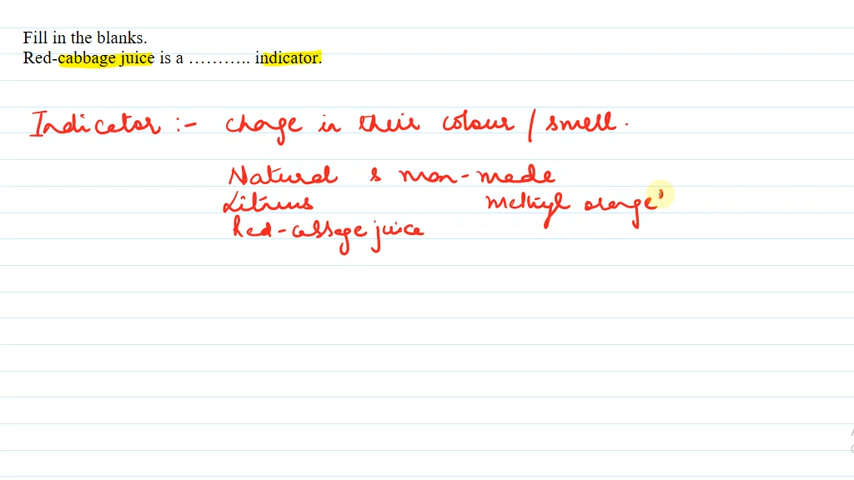 Fill in the blanks.
Red-cabbage juice is a ……….. indicator.
Indicator :- change in their colour / smell.
Natural & man-made
Litmus methyl orange
Red-cabbage juice